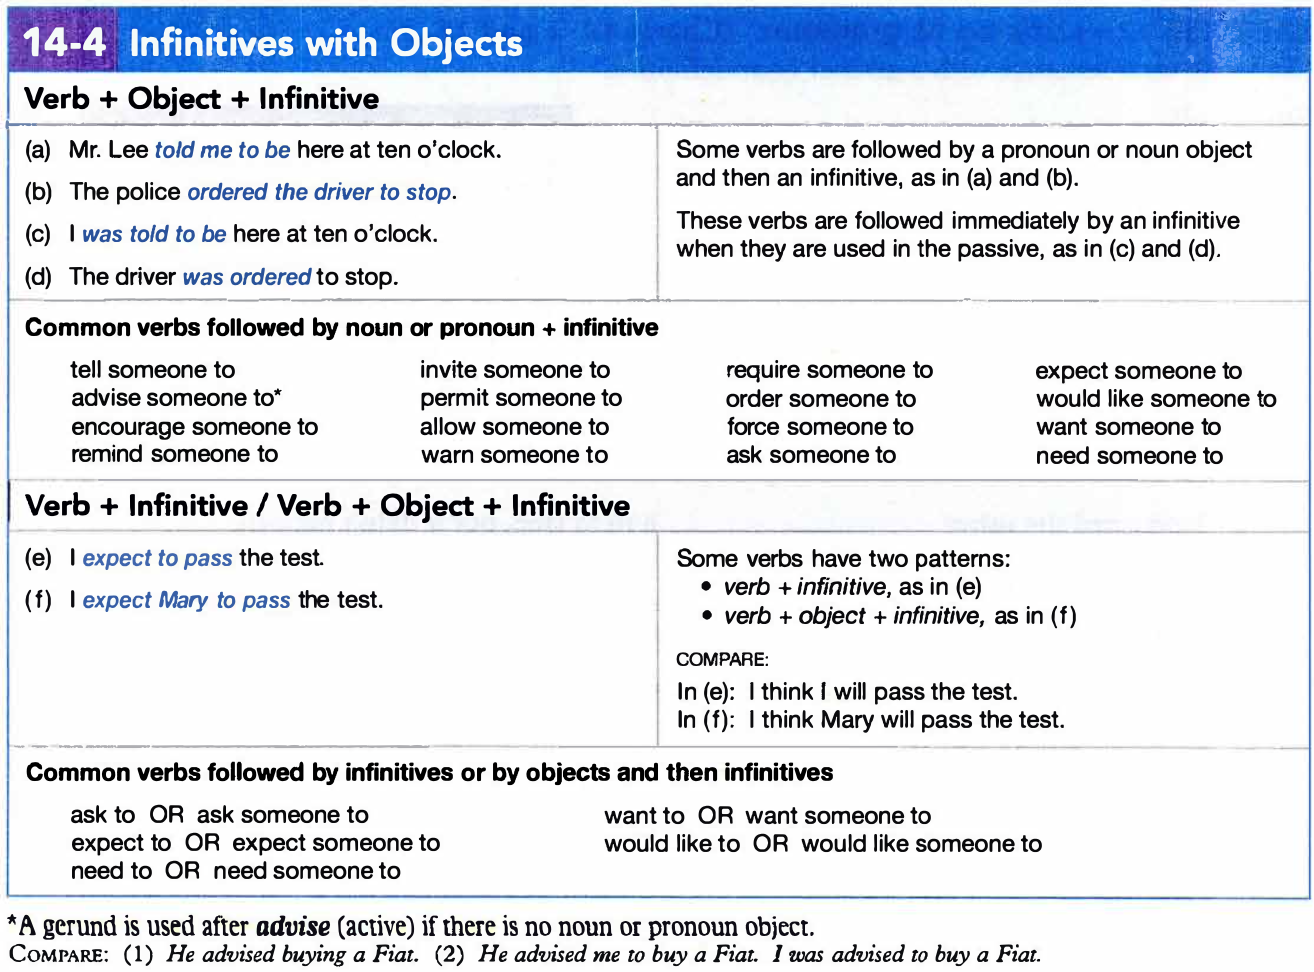 14-4 Infinitives with Objects
Verb + Object + Infinitive
(a) Mr. Lee told me to be here at ten o'clock.
(b) The police ordered the driver to stop.
(c) I was told to be here at ten o'clock.
(d) The driver was ordered to stop.
Some verbs are followed by a pronoun or noun object
and then an infinitive, as in (a) and (b).
These verbs are followed immediately by an infinitive
when they are used in the passive, as in (c) and (d).
Common verbs followed by noun or pronoun + infinitive
tell someone to invite someone to require someone to expect someone to
advise someone to* permit someone to order someone to would like someone to
encourage someone to allow someone to force someone to want someone to
remind someone to warn someone to ask someone to need someone to
Verb + Infinitive / Verb + Object + Infinitive
(e) I expect to pass the test.
(f) I expect Mary to pass the test.
Some verbs have two patterns:
• verb + infinitive, as in (e)
• verb + object + infinitive, as in (f)
COMPARE:
In (e): I think I will pass the test.
In (f): I think Mary will pass the test.
Common verbs followed by infinitives or by objects and then infinitives
ask to OR ask someone to want to OR want someone to
expect to OR expect someone to would like to OR would like someone to
need to OR need someone to
*A gerund is used after advise (active) if there is no noun or pronoun object.
COMPARE: (1) He advised buying a Fiat. (2) He advised me to buy a Fiat. I was advised to buy a Fiat.